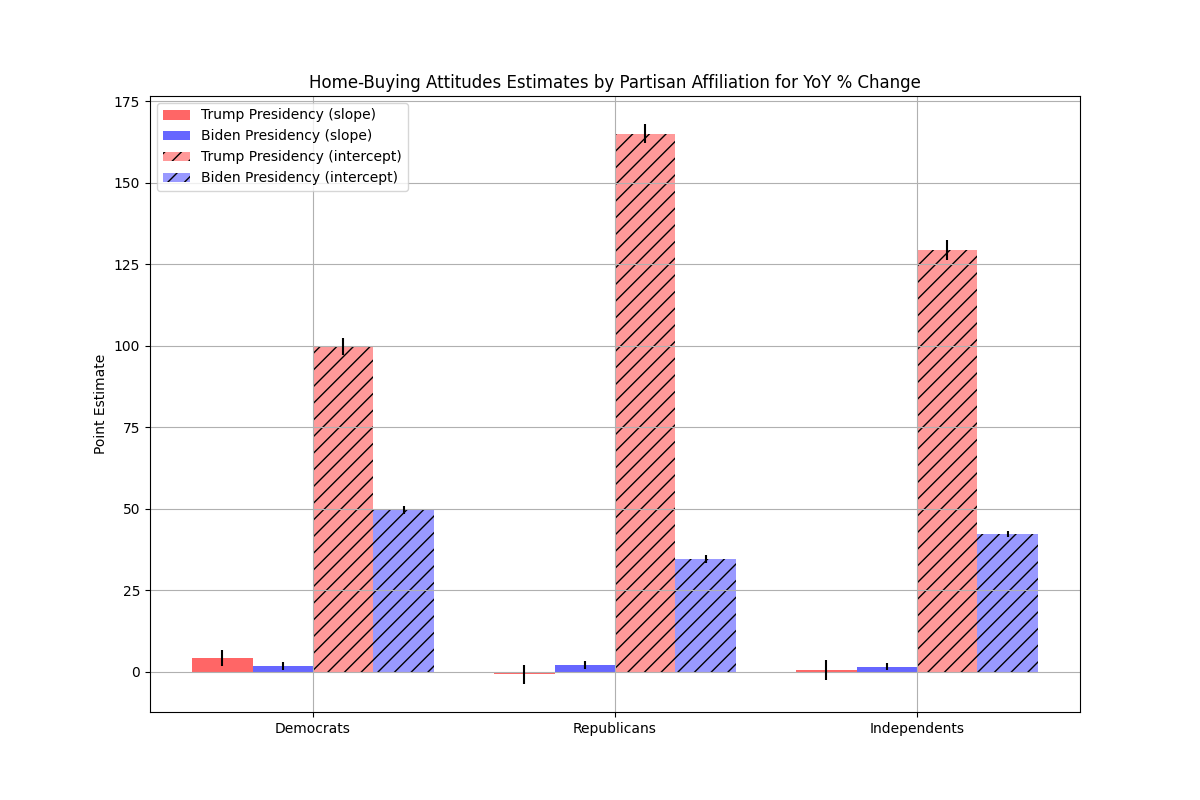 Home-Buying Attitudes Estimates by Partisan Affiliation for YoY % Change
Trump Presidency (slope)
Biden Presidency (slope)
Trump Presidency (intercept)
Biden Presidency (intercept)
175
150
125
100
75
50
25
0
Point Estimate
Democrats
Republicans
Independents